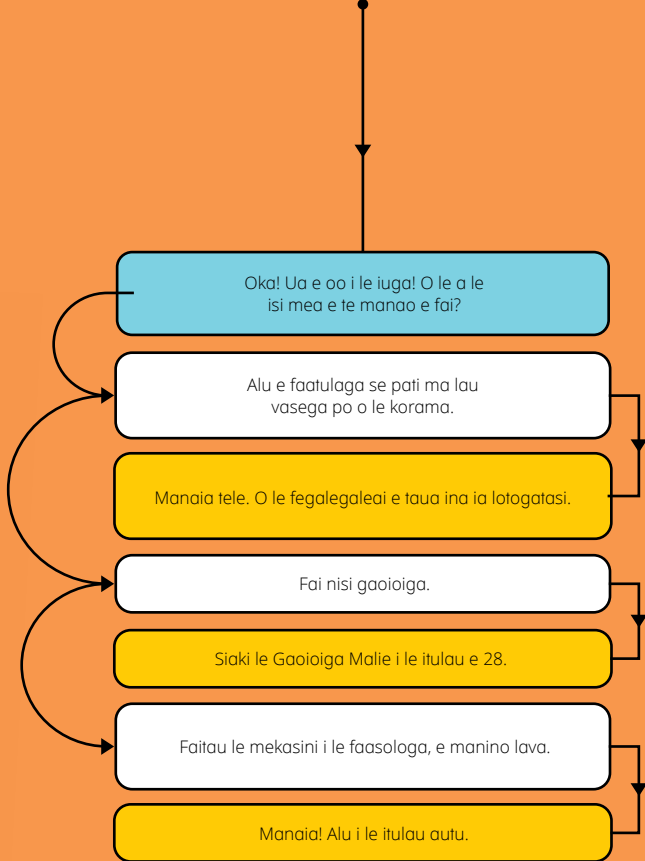 Oka! Ua e oo i le iuga! O le a le
isi mea e te manao e fai?
Alu e faatulaga se pati ma lau
vasega po o le korama.
Manaia tele. O le fegalegaleai e taua ina ia lotogatasi.
Fai nisi gaoioiga.
Siaki le Gaoioiga Malie i le itulau e 28.
Faitau le mekasini i le faasologa, e manino lava.
Manaia! Alu i le itulau autu.